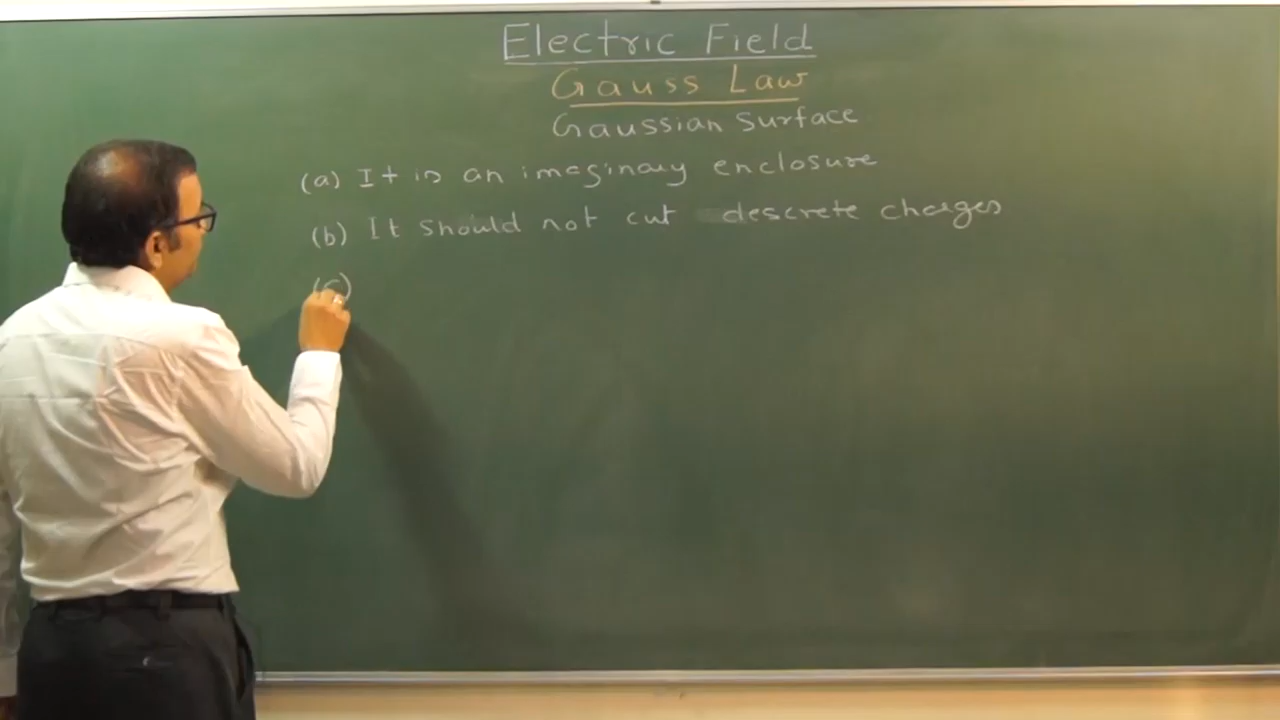 Electric Field
Gauss Law
Gaussian Surface
(a) It is an imaginary enclosure
(b) It should not cut descrete charges
(c)